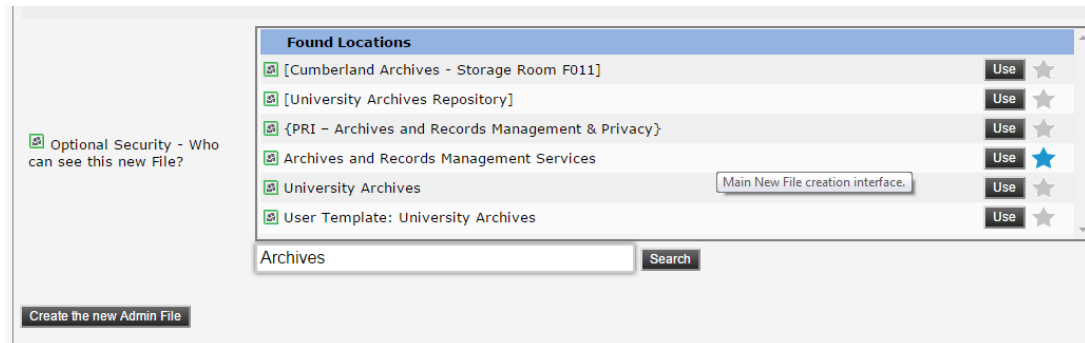 Found Locations
[Cumberland Archives - Storage Room F011] Use
[University Archives Repository] Use
{PRI – Archives and Records Management & Privacy} Use
Optional Security - Who
can see this new File?
Archives and Records Management Services Use
Main New File creation interface.
University Archives Use
User Template: University Archives Use
Archives Search
Create the new Admin File